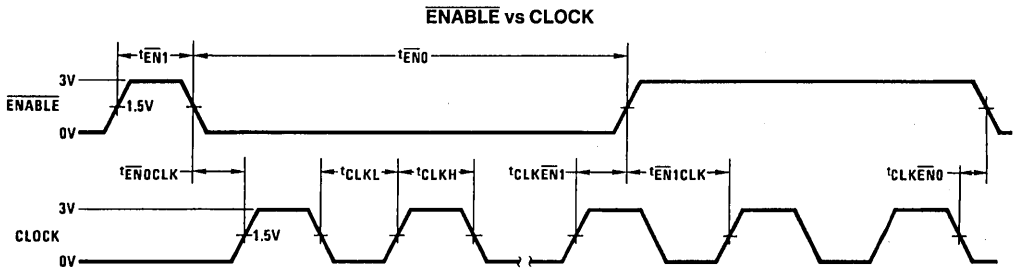 ENABLE vs CLOCK
tEN1
tEN0
3V
ENABLE
1.5V
0V
tEN0CLK
tCLKL
tCLKH
tCLKEN1
tEN1CLK
tCLKEN0
3V
CLOCK
1.5V
0V